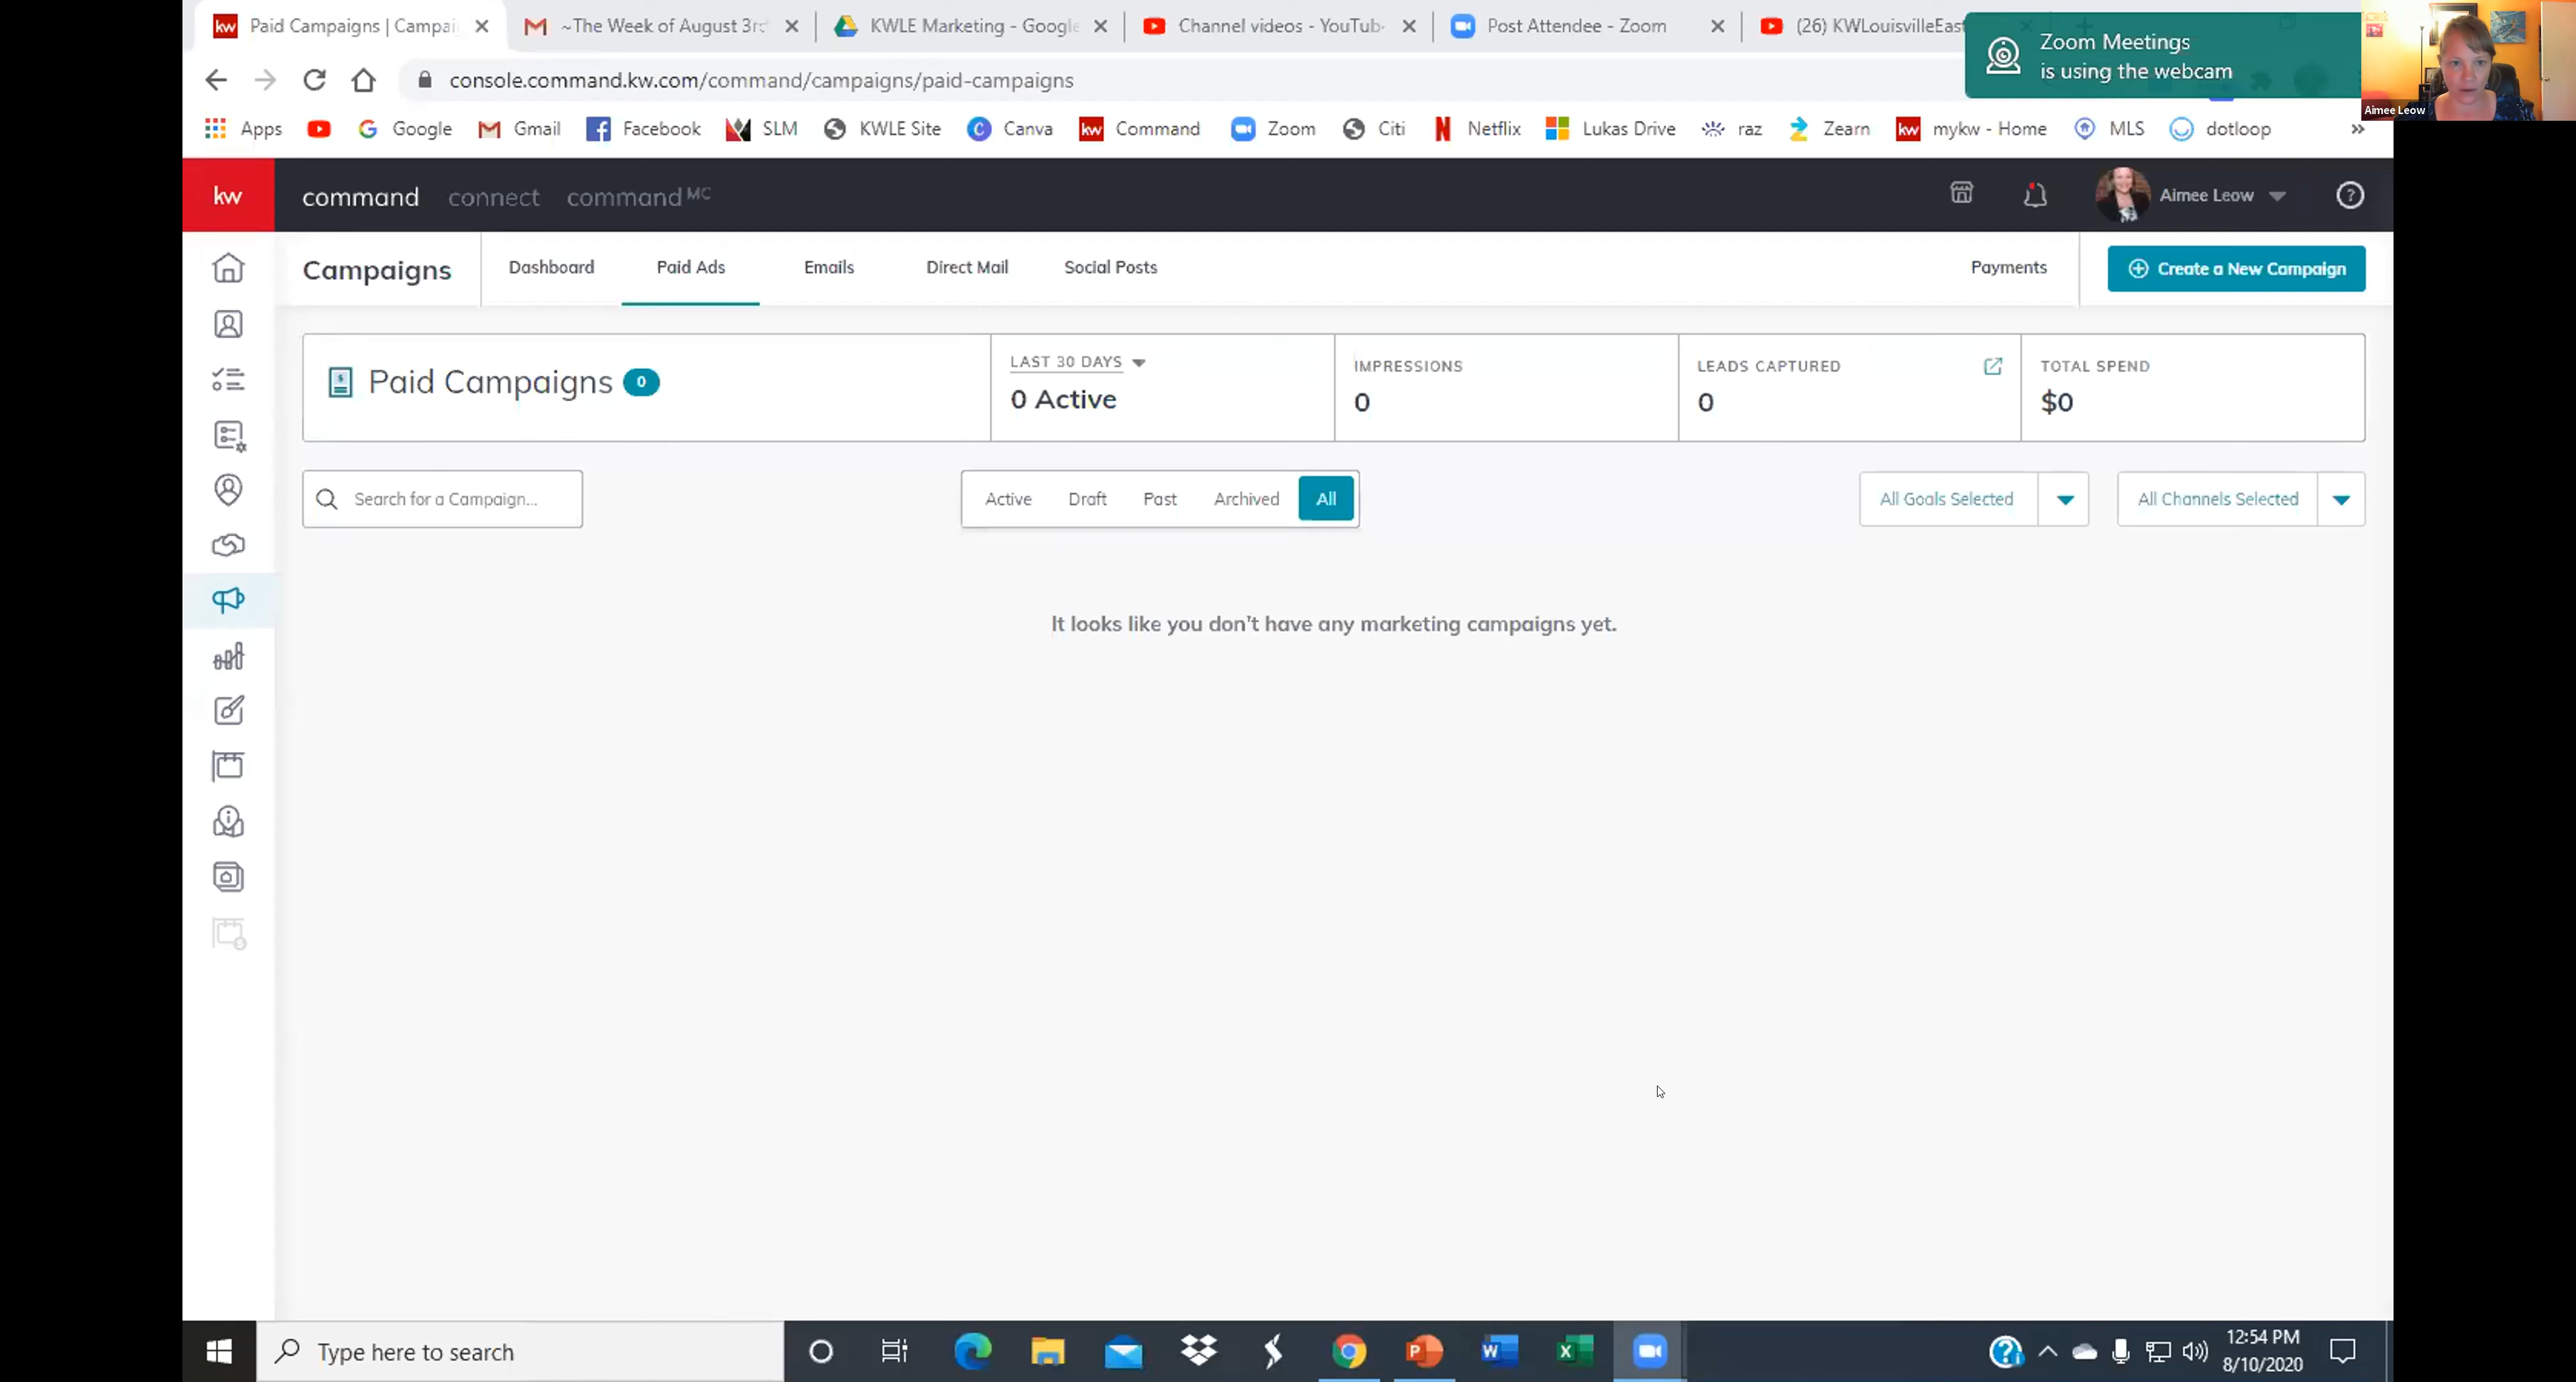 Paid Campaigns | Campai
~The Week of August 3rd
KWLE Marketing - Google
Channel videos - YouTub
Post Attendee - Zoom
(26) KWLouisvilleEast
Zoom Meetings
is using the webcam
Aimee Leow
console.command.kw.com/command/campaigns/paid-campaigns
Apps Google Gmail Facebook SLM KWLE Site Canva kw Command Zoom Citi Netflix Lukas Drive raz Zearn kw mykw - Home MLS dotloop »
kw command connect command MC Aimee Leow
Campaigns Dashboard Paid Ads Emails Direct Mail Social Posts Payments Create a New Campaign
Paid Campaigns 0
LAST 30 DAYS
0 Active
IMPRESSIONS
0
LEADS CAPTURED
0
TOTAL SPEND
$0
Search for a Campaign...
Active Draft Past Archived All
All Goals Selected
All Channels Selected
It looks like you don't have any marketing campaigns yet.
Type here to search
12:54 PM
8/10/2020